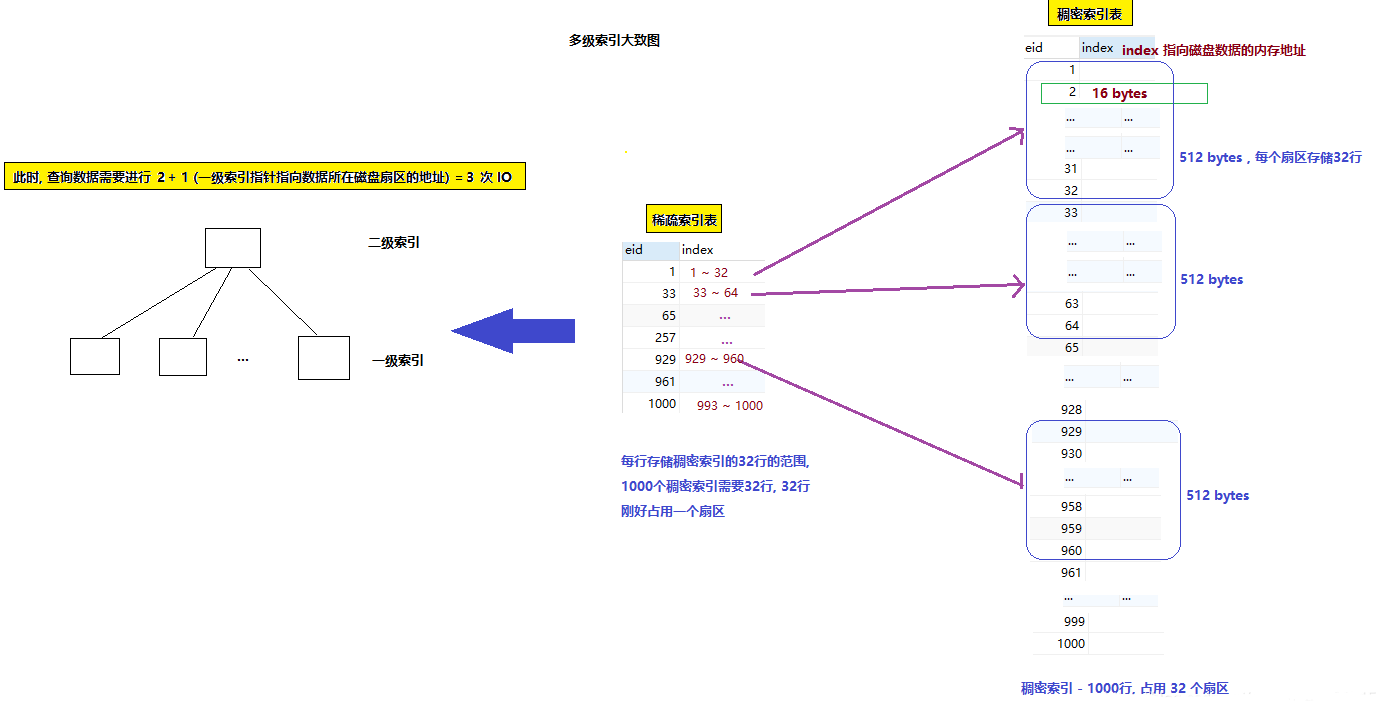 多级索引大致图
此时, 查询数据需要进行 2 + 1 (一级索引指针指向数据所在磁盘扇区的地址) = 3 次 IO
二级索引
...
一级索引
稀疏索引表
eid index
1 1 ~ 32
33 33 ~ 64
65 ...
257 ...
929 929 ~ 960
961 ...
1000 993 ~ 1000
每行存储稠密索引的32行的范围,
1000个稠密索引需要32行, 32行
刚好占用一个扇区
稠密索引表
eid index index 指向磁盘数据的内存地址
1
2 16 bytes
... ...
... ...
31
32
512 bytes , 每个扇区存储32行
33
... ...
... ...
63
64
512 bytes
65
... ...
928
929
930
... ...
958
959
960
512 bytes
961
... ...
999
1000
稠密索引 - 1000行, 占用 32 个扇区